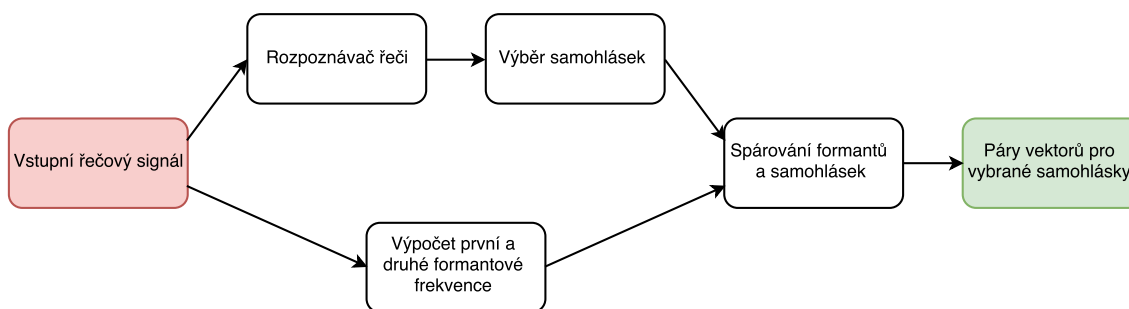 Rozpoznávač řeči
Výběr samohlásek
Vstupní řečový signál
Spárování formantů
a samohlásek
Páry vektorů pro
vybrané samohlásky
Výpočet první a
druhé formantové
frekvence